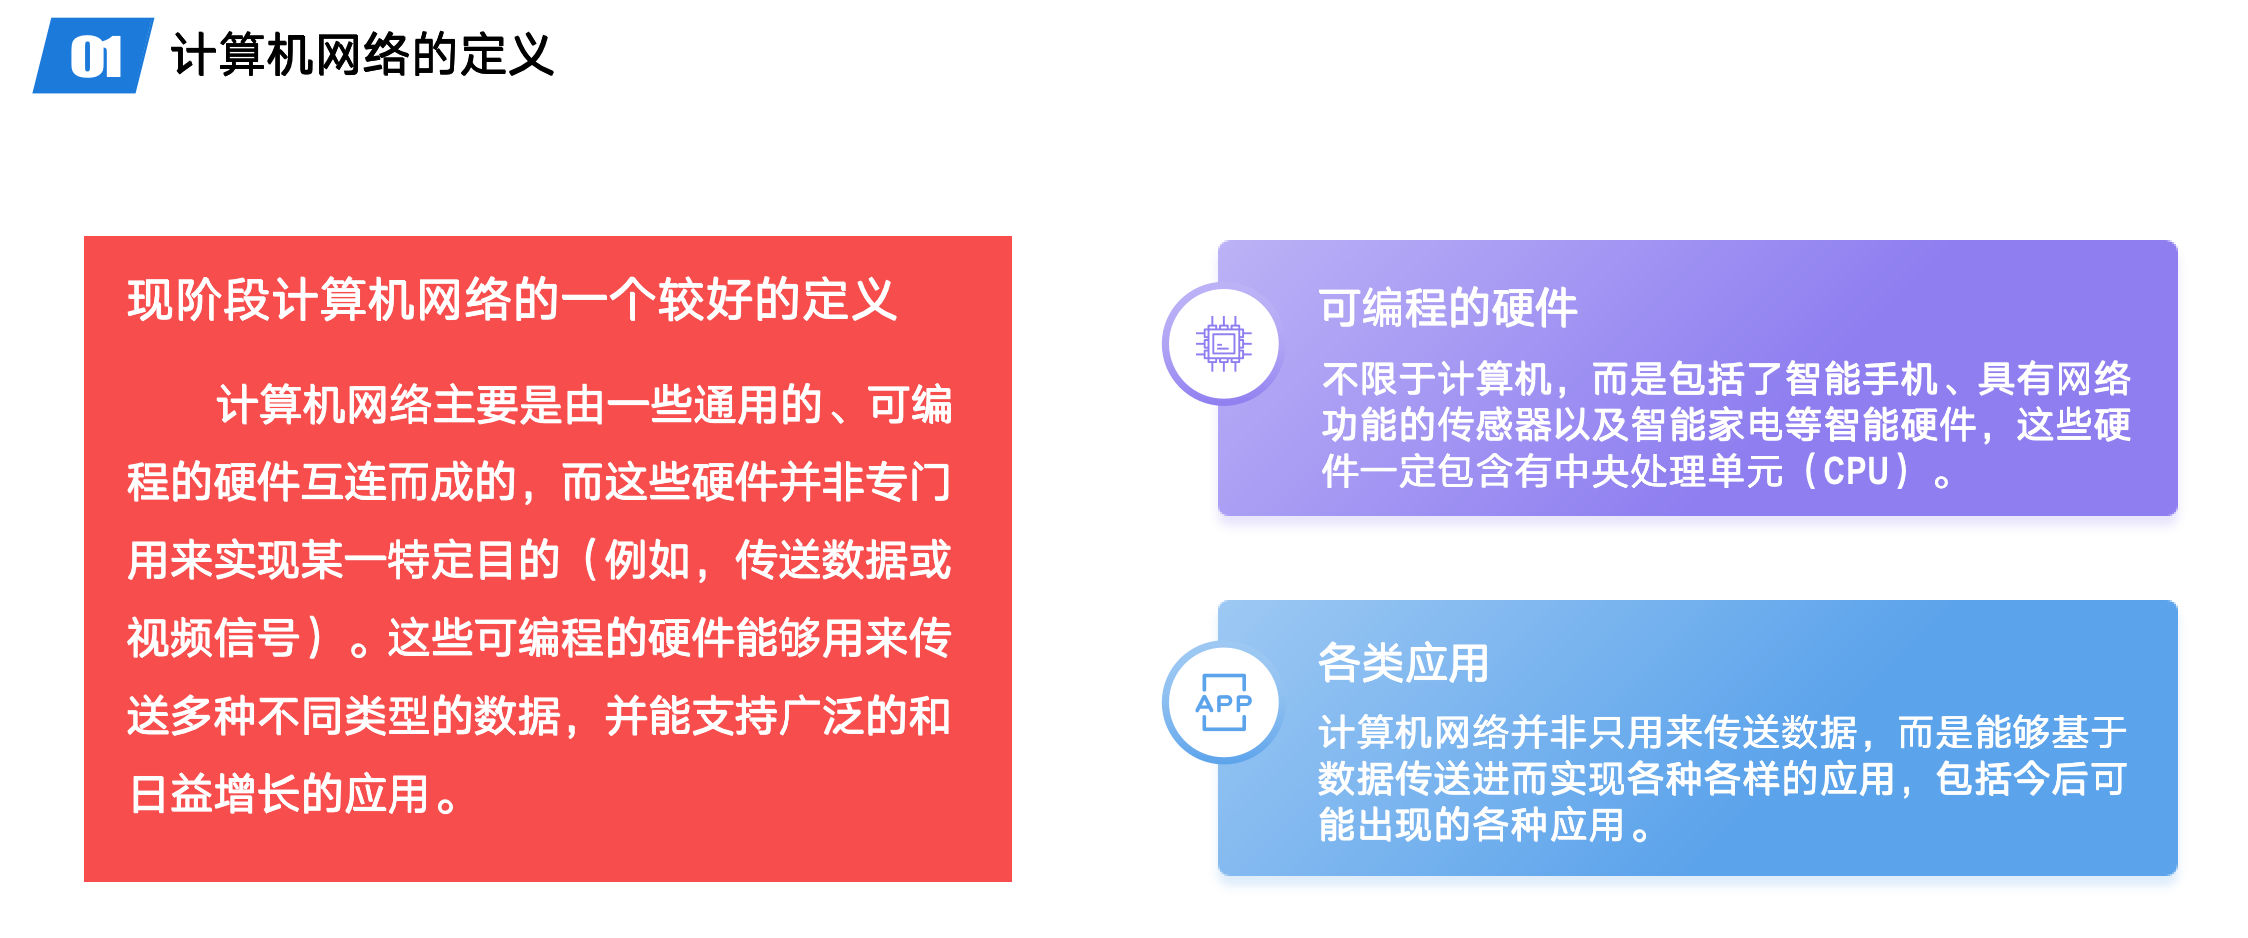 01 计算机网络的定义
现阶段计算机网络的一个较好的定义
计算机网络主要是由一些通用的、可编
程的硬件互连而成的，而这些硬件并非专门
用来实现某一特定目的（例如，传送数据或
视频信号）。这些可编程的硬件能够用来传
送多种不同类型的数据，并能支持广泛的和
日益增长的应用。
可编程的硬件
不限于计算机，而是包括了智能手机、具有网络
功能的传感器以及智能家电等智能硬件，这些硬
件一定包含有中央处理单元（CPU）。
APP
各类应用
计算机网络并非只用来传送数据，而是能够基于
数据传送进而实现各种各样的应用，包括今后可
能出现的各种应用。